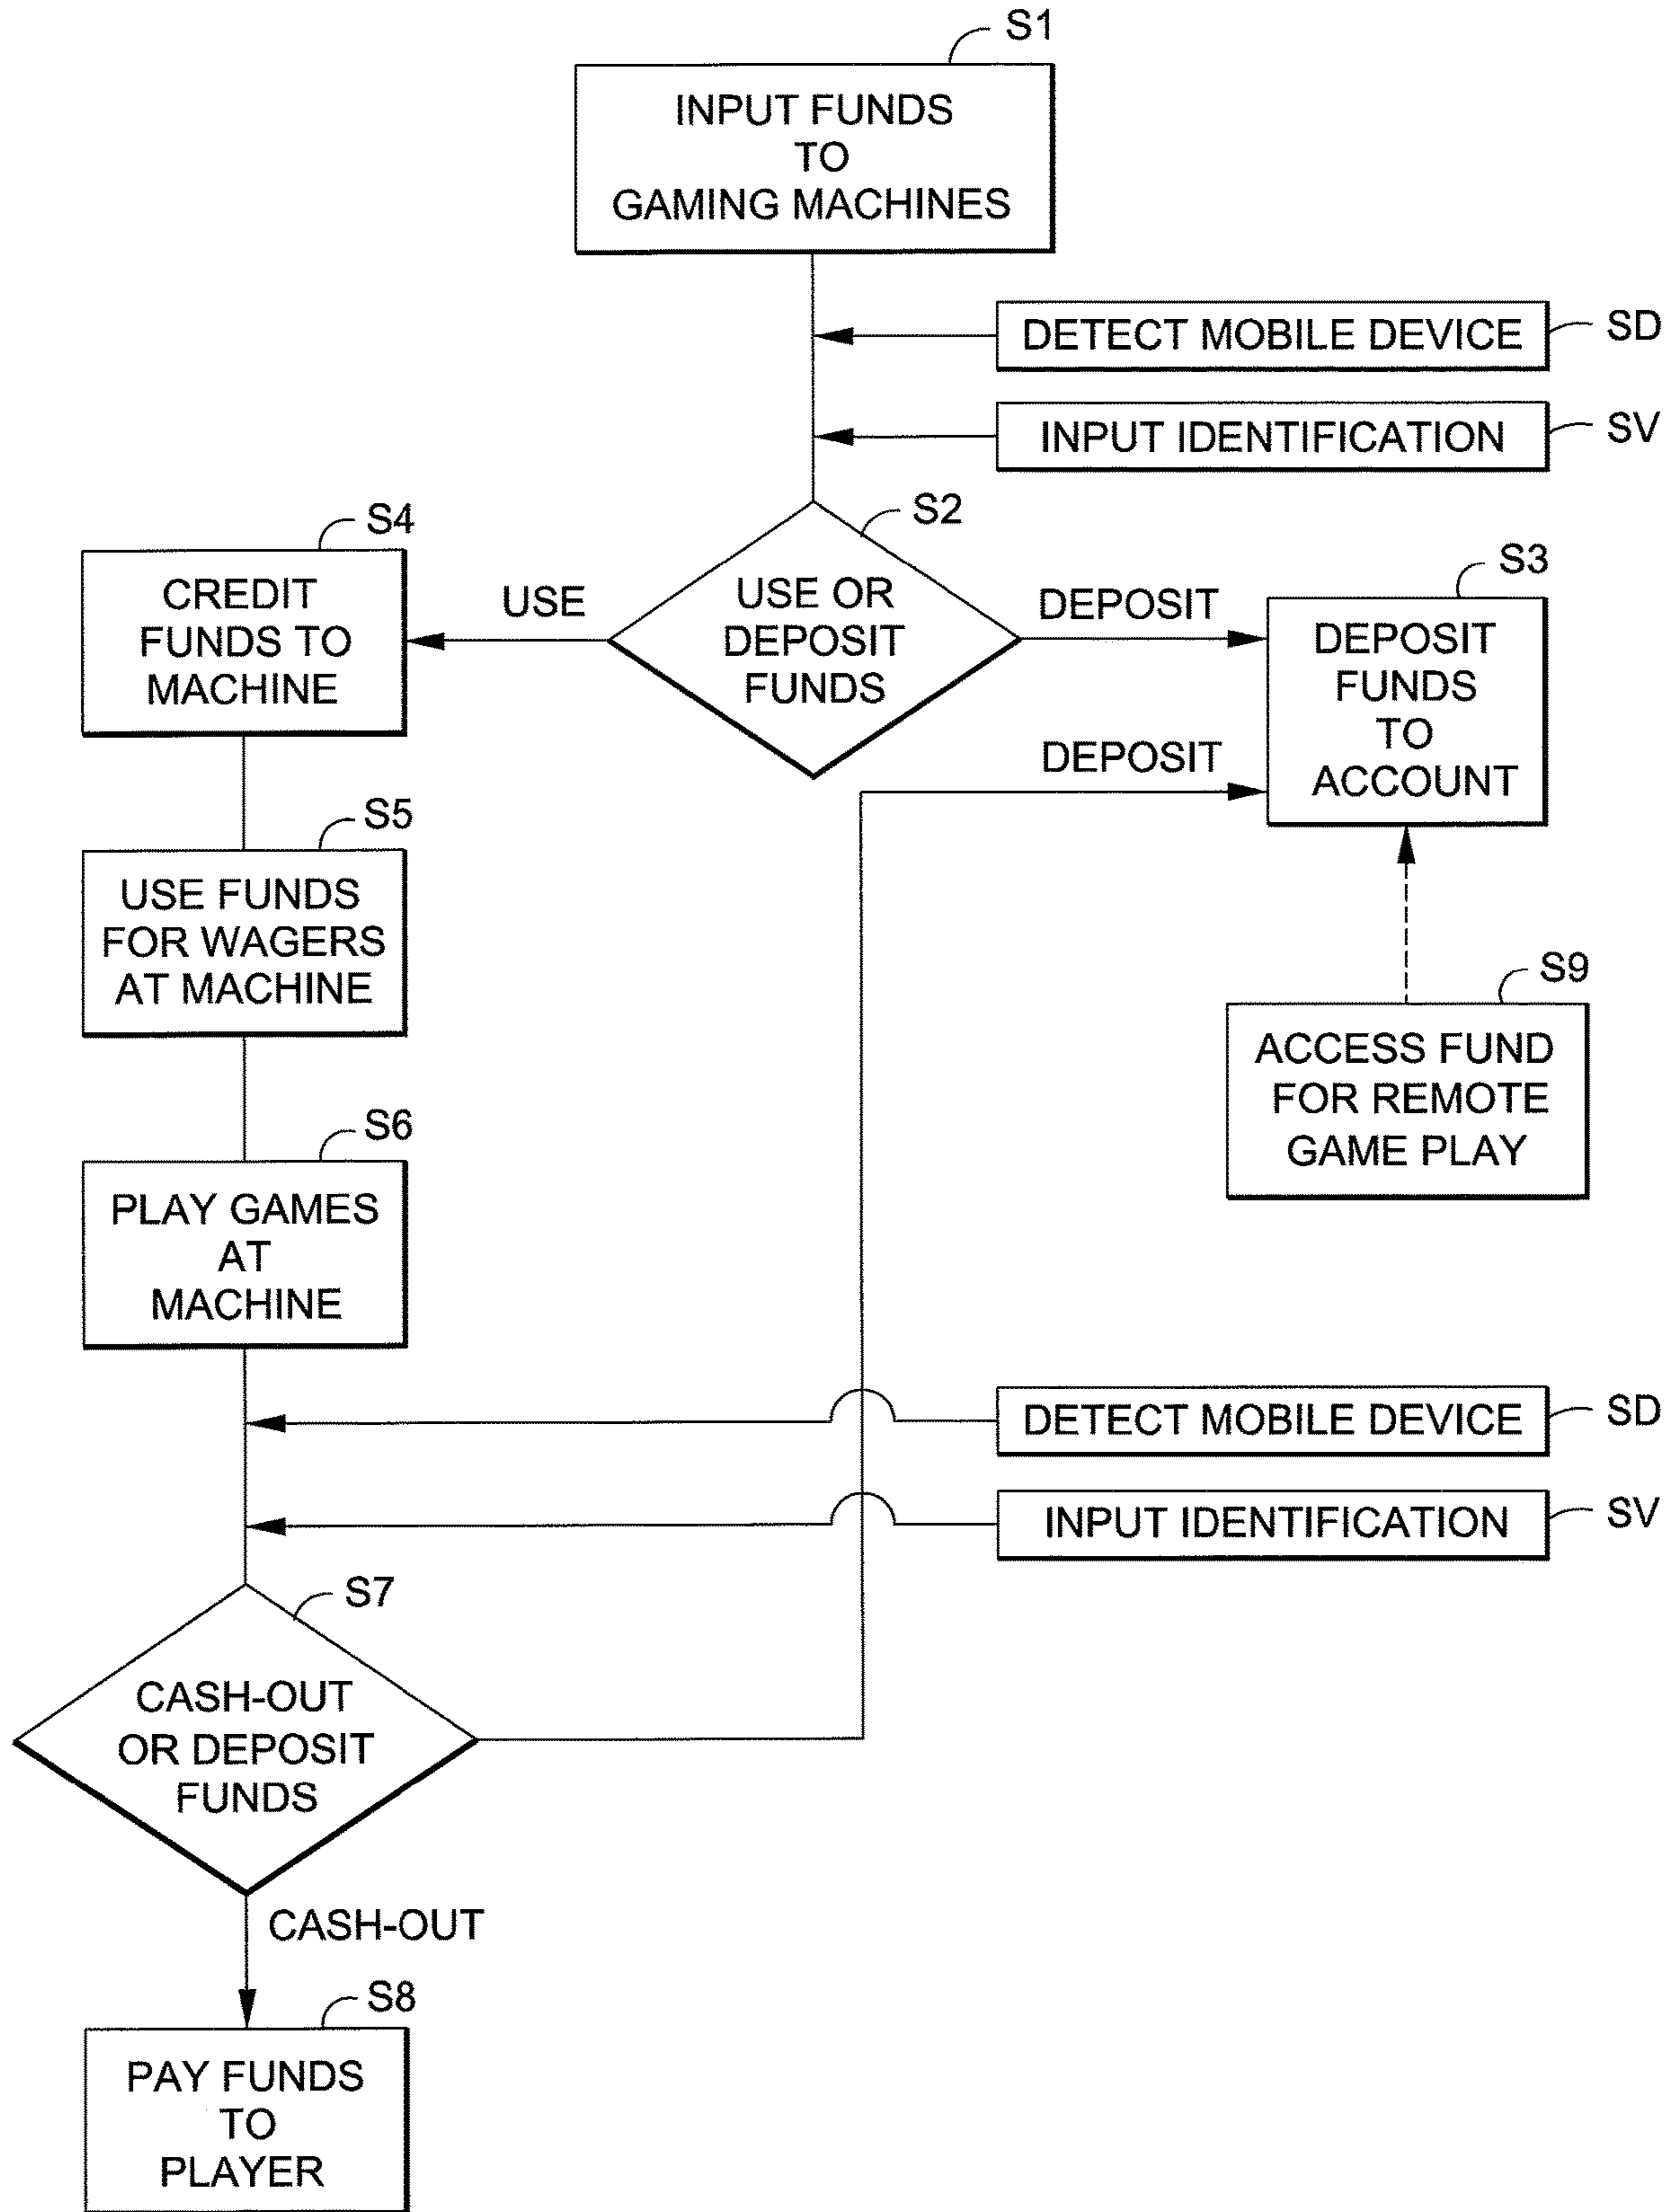 S1
INPUT FUNDS
TO
GAMING MACHINES
DETECT MOBILE DEVICE
SD
INPUT IDENTIFICATION
SV
S2
USE OR
DEPOSIT
FUNDS
USE
DEPOSIT
S4
CREDIT
FUNDS TO
MACHINE
S3
DEPOSIT
FUNDS
TO
ACCOUNT
DEPOSIT
S5
USE FUNDS
FOR WAGERS
AT MACHINE
S9
ACCESS FUND
FOR REMOTE
GAME PLAY
S6
PLAY GAMES
AT
MACHINE
DETECT MOBILE DEVICE
SD
INPUT IDENTIFICATION
SV
S7
CASH-OUT
OR DEPOSIT
FUNDS
CASH-OUT
S8
PAY FUNDS
TO
PLAYER